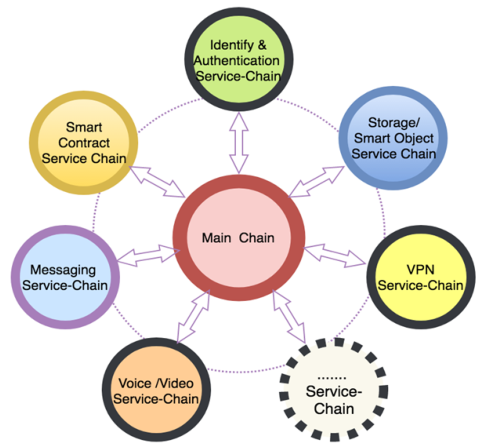 Identify &
Authentication
Service-Chain
Smart
Contract
Service Chain
Storage/
Smart Object
Service Chain
Main Chain
Messaging
Service-Chain
VPN
Service-Chain
Voice /Video
Service-Chain
.......
Service-
Chain